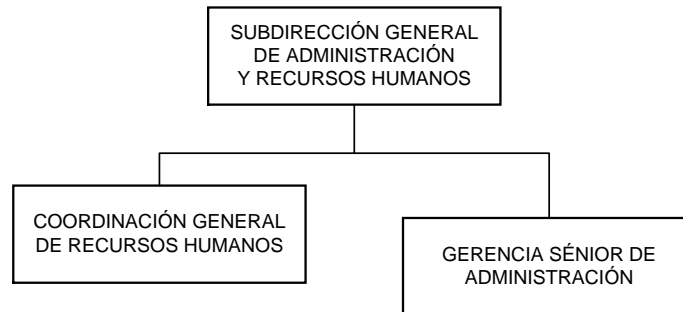 SUBDIRECCIÓN GENERAL
DE ADMINISTRACIÓN
Y RECURSOS HUMANOS
COORDINACIÓN GENERAL
DE RECURSOS HUMANOS
GERENCIA SÉNIOR DE
ADMINISTRACIÓN